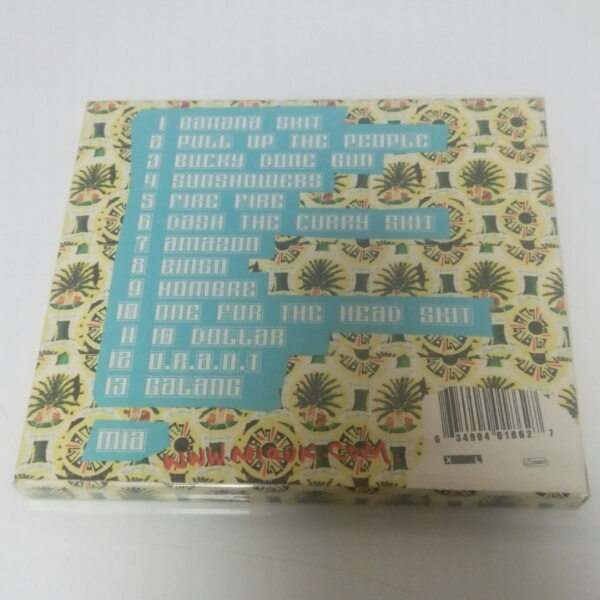 1 BANANA SKIT
2 PULL UP THE PEOPLE
3 BUCKY DONE GUN
4 SUNSHOWERS
5 FIRE FIRE
6 DASH THE CURRY SKIT
7 AMAZON
8 BINGO
9 HOMBRE
10 ONE FOR THE HEAD SKIT
11 10 DOLLAR
12 U.R.A.Q.T
13 GALANG
MIA
WWW.MIAUK.COM
6 34904 01862 7
XL